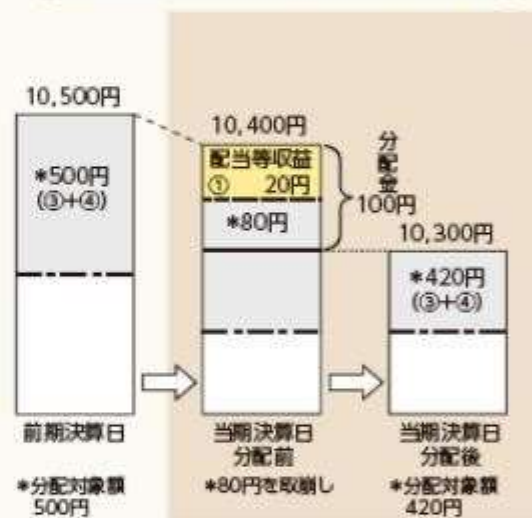 10,500円
*500円
(③+④)
前期決算日
*分配対象額
500円
10,400円
配当等収益
① 20円
*80円
分配金
100円
当期決算日
分配前
*80円を取崩し
10,300円
*420円
(③+④)
当期決算日
分配後
*分配対象額
420円